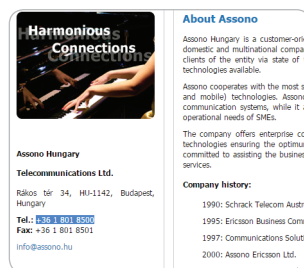 Harmonious
Connections
Assono Hungary
Telecommunications Ltd.
Rákos tér 34, HU-1142, Budapest,
Hungary
Tel.: +36 1 801 8500
Fax: +36 1 801 8501
info@assono.hu
About Assono
Assono Hungary is a customer-ori
domestic and multinational compa
clients of the entity via state of
technologies available.
Assono cooperates with the most s
and mobile) technologies. Assono
communication systems, while it a
operational needs of SMEs.
The company offers enterprise co
technologies ensuring the optimu
committed to assisting the busines
services.
Company history:
1990: Schrack Telecom Austr
1995: Ericsson Business Comm
1997: Communications Soluti
2000: Assono Ericsson Ltd.